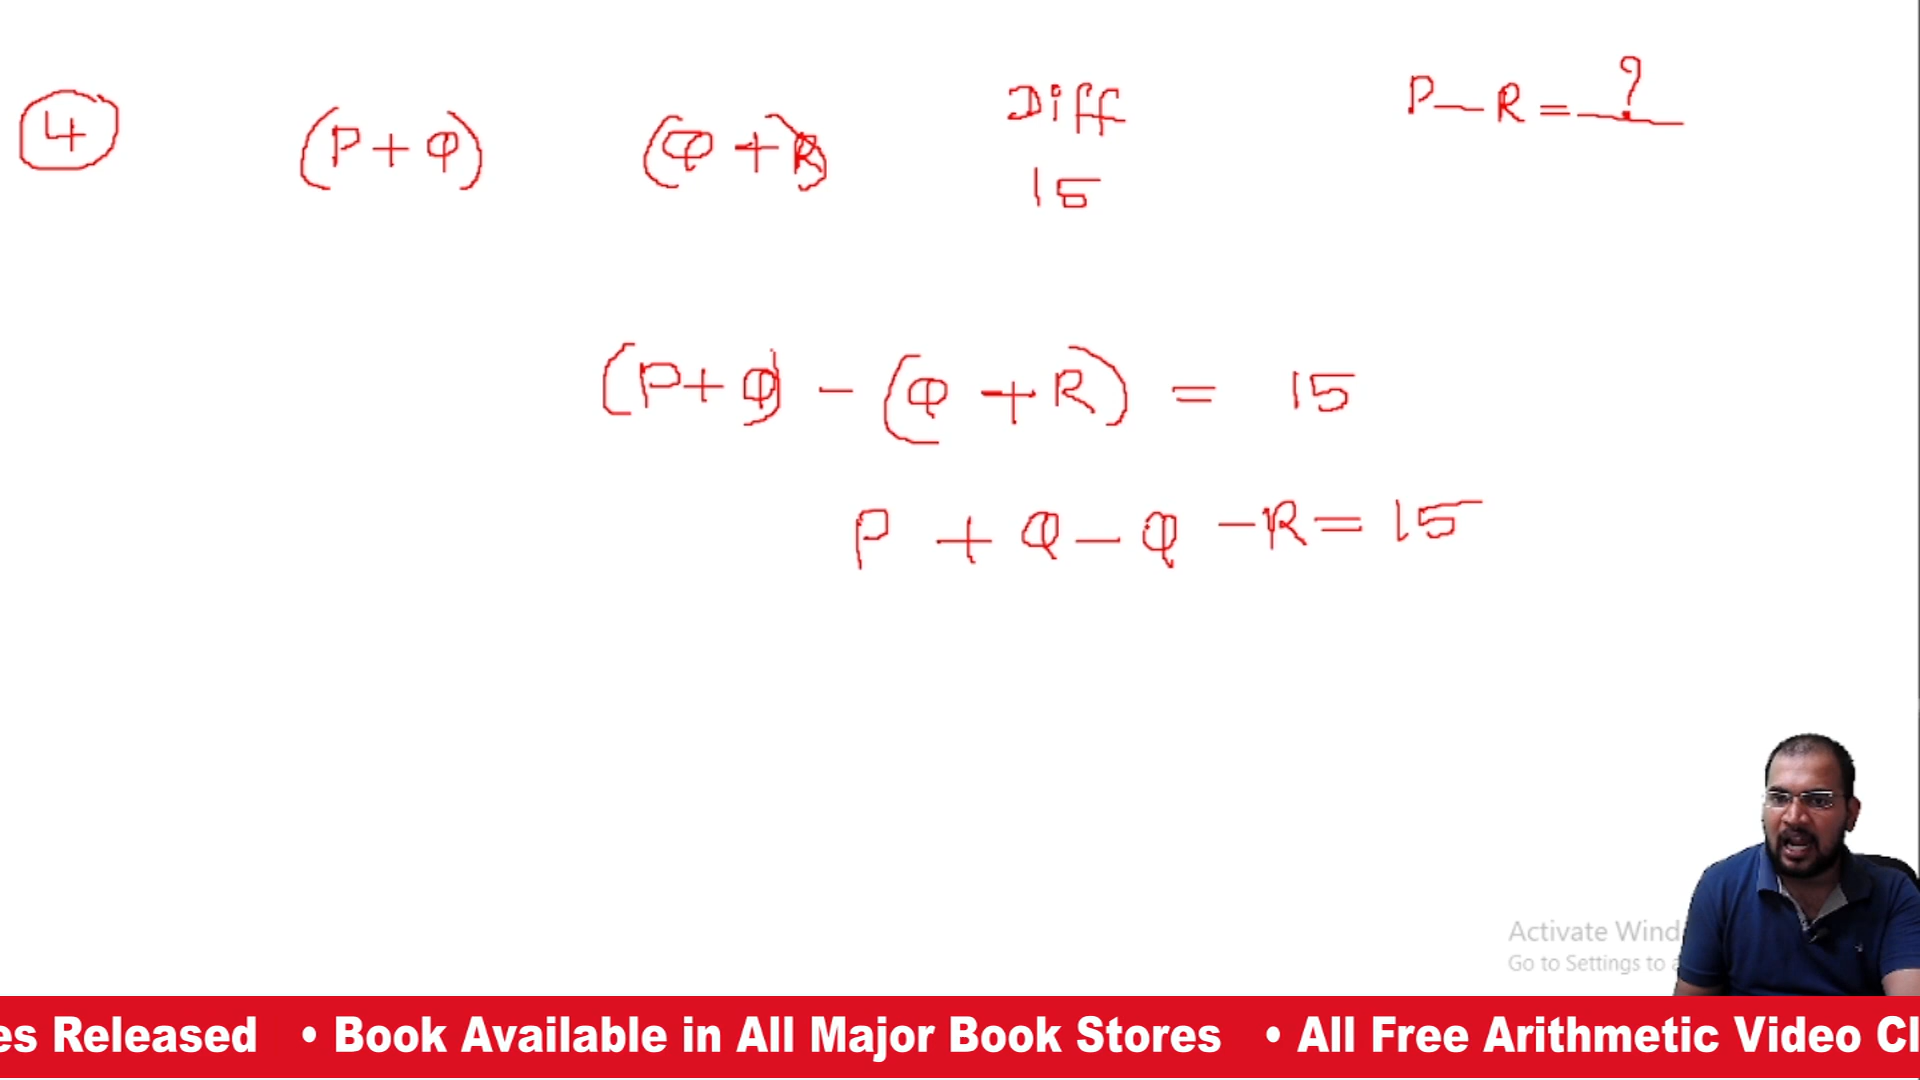 4 (P + Q) (Q + R) Diff P - R = ?
15
(P + Q) - (Q + R) = 15
P + Q - Q - R = 15
Activate Wind
Go to Settings to a
es Released • Book Available in All Major Book Stores • All Free Arithmetic Video Cl